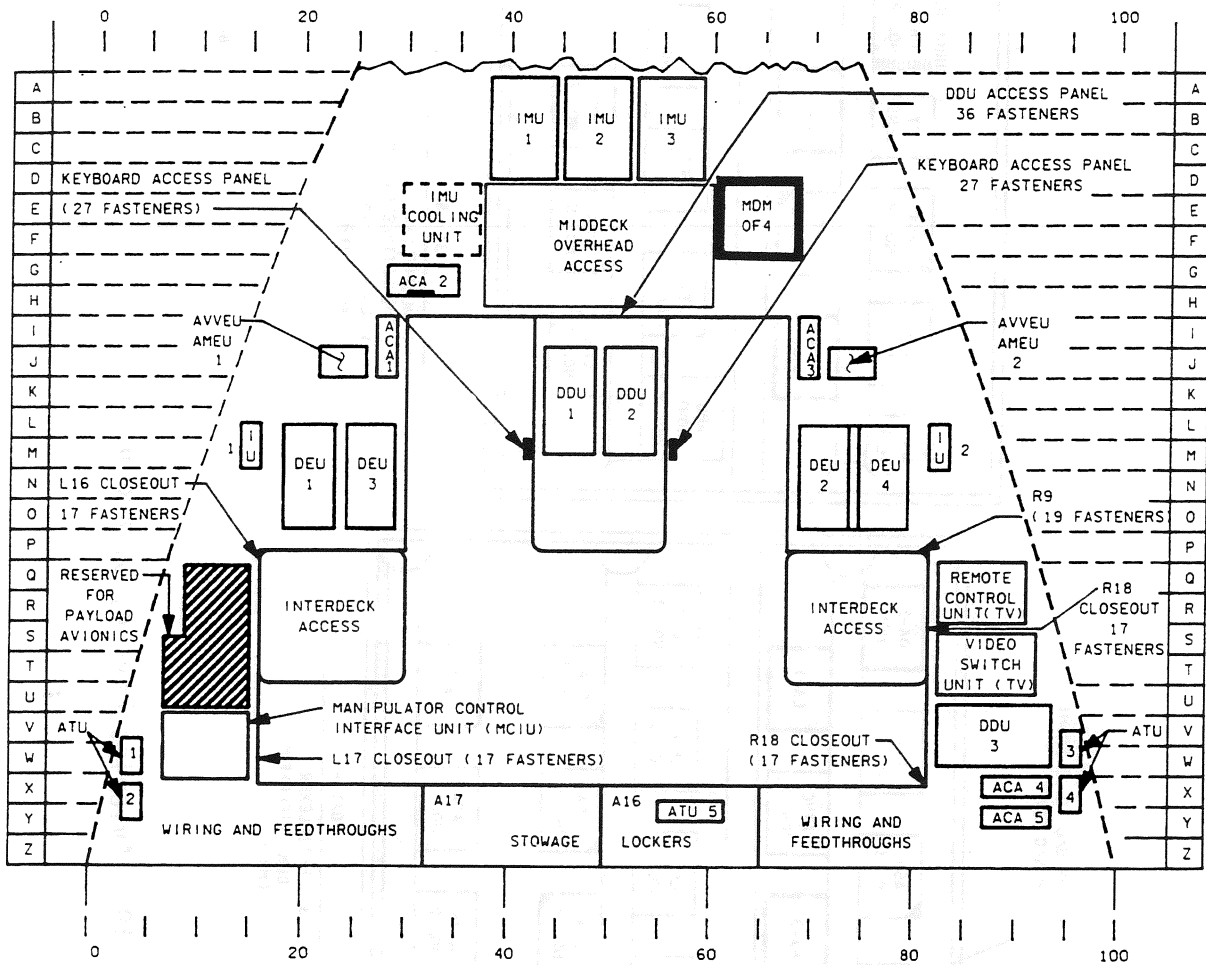 0 20 40 60 80 100
A
B
C
D
E
F
G
H
I
J
K
L
M
N
O
P
Q
R
S
T
U
V
W
X
Y
Z
IMU
1
IMU
2
IMU
3
DDU ACCESS PANEL
36 FASTENERS
KEYBOARD ACCESS PANEL
(27 FASTENERS)
KEYBOARD ACCESS PANEL
27 FASTENERS
IMU
COOLING
UNIT
MIDDECK
OVERHEAD
ACCESS
MDM
OF4
ACA 2
AVVEU
AMEU
1
ACA1
ACA3
AVVEU
AMEU
2
DDU
1
DDU
2
1
IU
DEU
1
DEU
3
DEU
2
DEU
4
IU
2
L16 CLOSEOUT
17 FASTENERS
R9
(19 FASTENERS)
RESERVED
FOR
PAYLOAD
AVIONICS
INTERDECK
ACCESS
INTERDECK
ACCESS
REMOTE
CONTROL
UNIT(TV)
R18
CLOSEOUT
17
FASTENERS
VIDEO
SWITCH
UNIT (TV)
MANIPULATOR CONTROL
INTERFACE UNIT (MCIU)
DDU
3
ATU
1
2
L17 CLOSEOUT (17 FASTENERS)
R18 CLOSEOUT
(17 FASTENERS)
3
4
ATU
ACA 4
ACA 5
A17
A16
ATU 5
WIRING AND FEEDTHROUGHS
STOWAGE LOCKERS
WIRING AND
FEEDTHROUGHS
A
B
C
D
E
F
G
H
I
J
K
L
M
N
O
P
Q
R
S
T
U
V
W
X
Y
Z
0 20 40 60 80 100